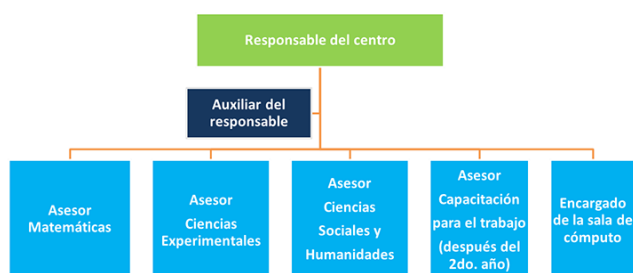 Responsable del centro
Auxiliar del
responsable
Asesor
Matemáticas
Asesor
Ciencias
Experimentales
Asesor
Ciencias
Sociales y
Humanidades
Asesor
Capacitación
para el trabajo
(después del
2do. año)
Encargado
de la sala de
cómputo